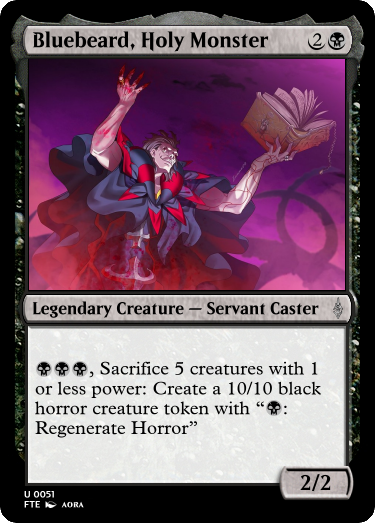 Bluebeard, Holy Monster 2
Legendary Creature — Servant Caster
, Sacrifice 5 creatures with 1
or less power: Create a 10/10 black
horror creature token with “ :
Regenerate Horror”
2/2
U 0051
FTE AORA